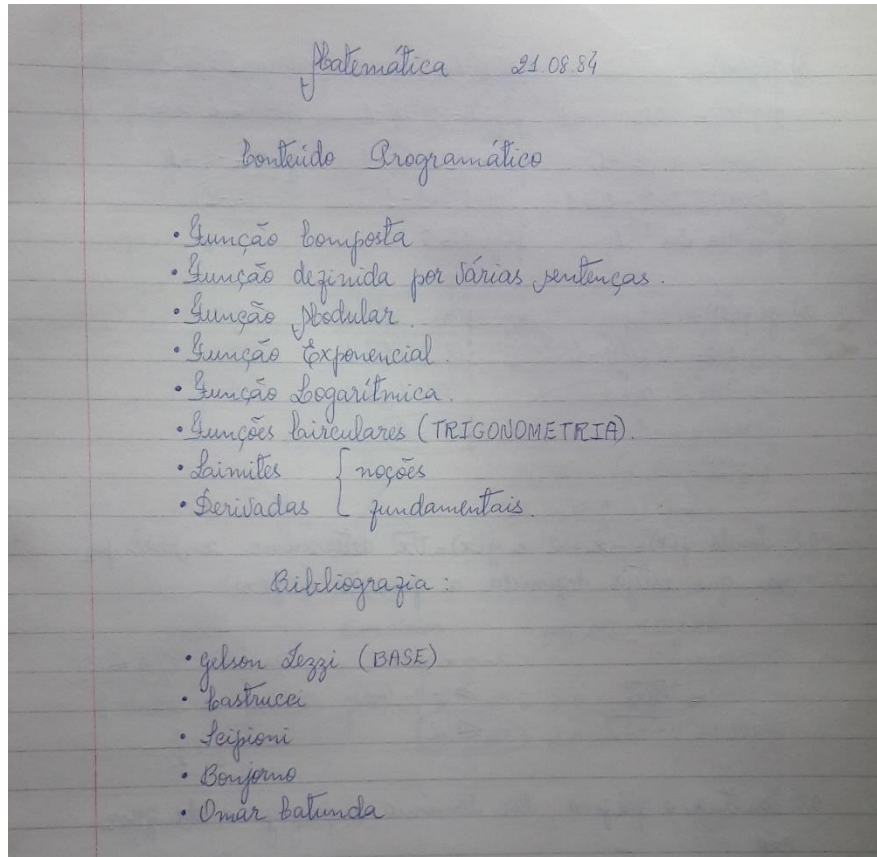 Matemática 21.08.84
Conteúdo Programático
• Função Composta
• Função definida por várias sentenças.
• Função Modular.
• Função Exponencial.
• Função Logarítmica.
• Funções Circulares (TRIGONOMETRIA).
• Limites { noções
• Derivadas fundamentais.
Bibliografia:
• Gelson Iezzi (BASE)
• Castrucci
• Scipioni
• Bonjorno
• Omar Catunda